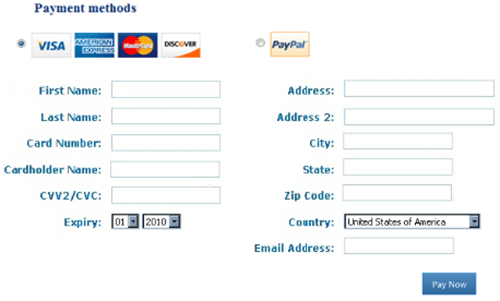 Payment methods
VISA AMERICAN EXPRESS MasterCard DISCOVER PayPal
First Name:
Last Name:
Card Number:
Cardholder Name:
CVV2/CVC:
Expiry: 01 2010
Address:
Address 2:
City:
State:
Zip Code:
Country: United States of America
Email Address:
Pay Now